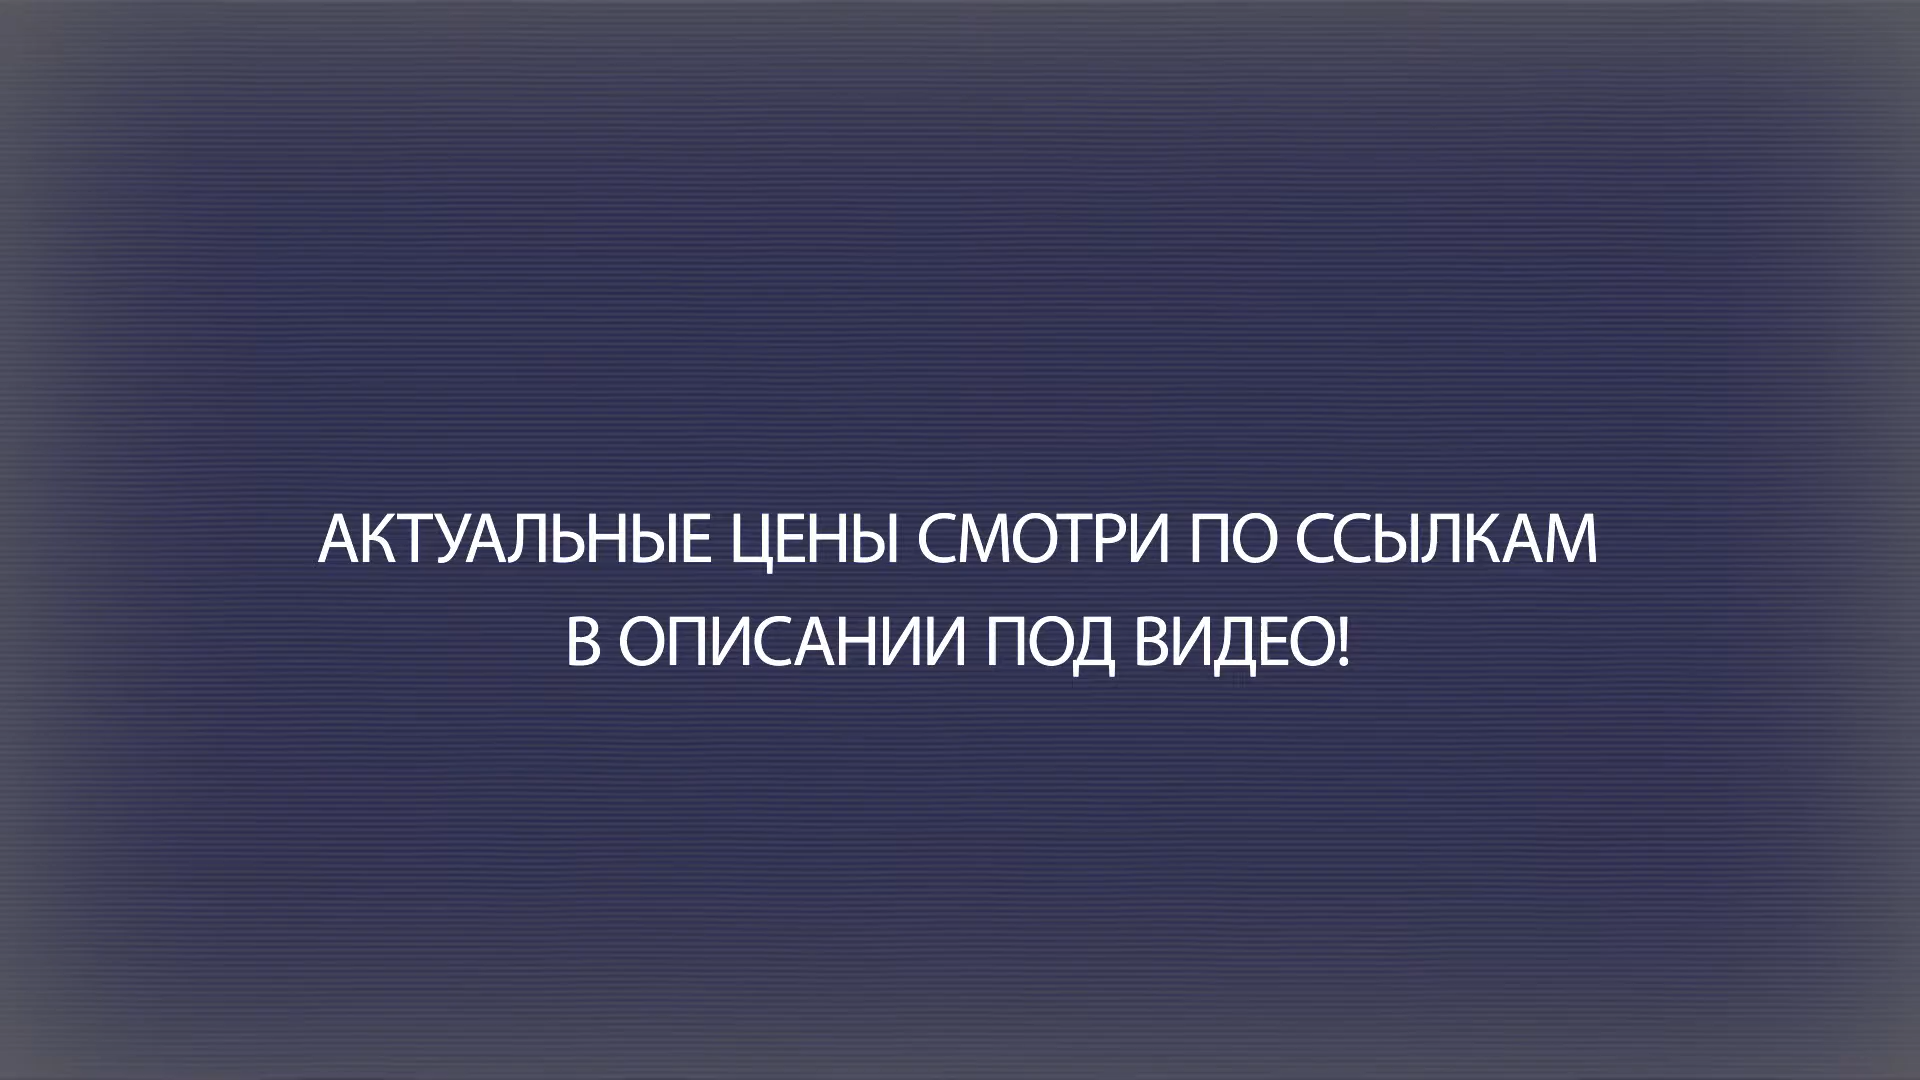 АКТУАЛЬНЫЕ ЦЕНЫ СМОТРИ ПО ССЫЛКАМ
В ОПИСАНИИ ПОД ВИДЕО!